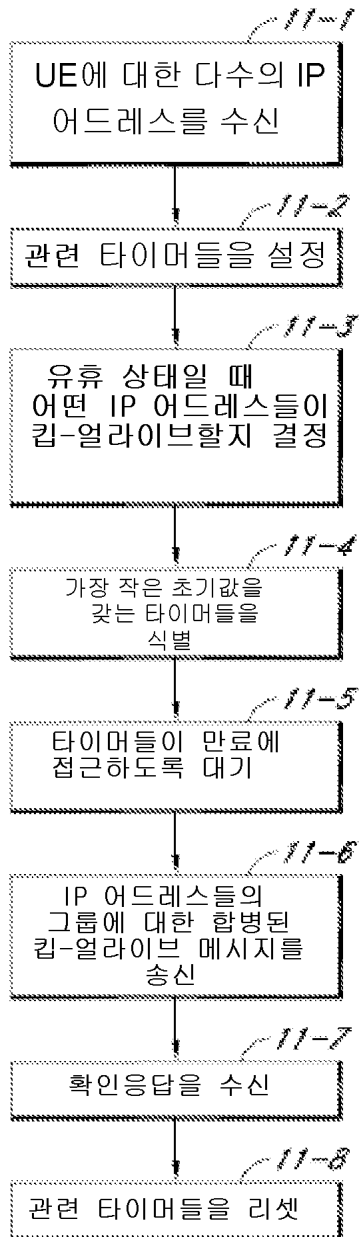 11-1
UE에 대한 다수의 IP
어드레스를 수신
11-2
관련 타이머들을 설정
11-3
유휴 상태일 때
어떤 IP 어드레스들이
킵-얼라이브할지 결정
11-4
가장 작은 초기값을
갖는 타이머들을
식별
11-5
타이머들이 만료에
접근하도록 대기
11-6
IP 어드레스들의
그룹에 대한 합병된
킵-얼라이브 메시지를
송신
11-7
확인응답을 수신
11-8
관련 타이머들을 리셋